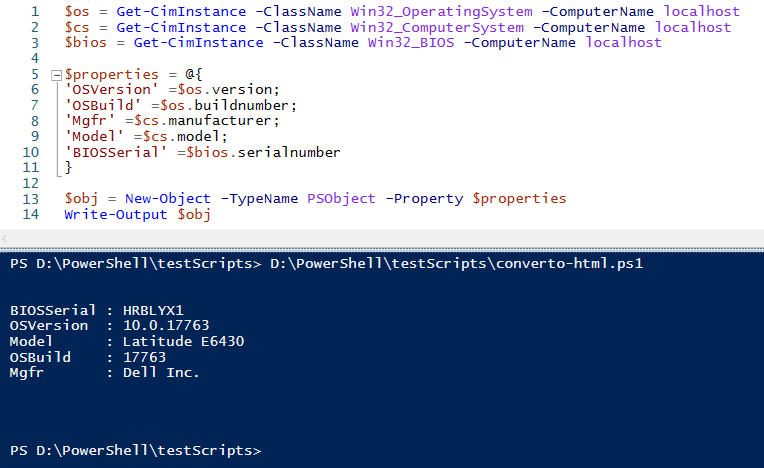 1 $os = Get-CimInstance -ClassName Win32_OperatingSystem -ComputerName localhost
2 $cs = Get-CimInstance -ClassName Win32_ComputerSystem -ComputerName localhost
3 $bios = Get-CimInstance -ClassName Win32_BIOS -ComputerName localhost
4
5 $properties = @{
6 'OSVersion' =$os.version;
7 'OSBuild' =$os.buildnumber;
8 'Mgfr' =$cs.manufacturer;
9 'Model' =$cs.model;
10 'BIOSSerial' =$bios.serialnumber
11 }
12
13 $obj = New-Object -TypeName PSObject -Property $properties
14 Write-Output $obj
PS D:\PowerShell\testScripts> D:\PowerShell\testScripts\converto-html.ps1
BIOSSerial : HRBLYX1
OSVersion : 10.0.17763
Model : Latitude E6430
OSBuild : 17763
Mgfr : Dell Inc.
PS D:\PowerShell\testScripts>